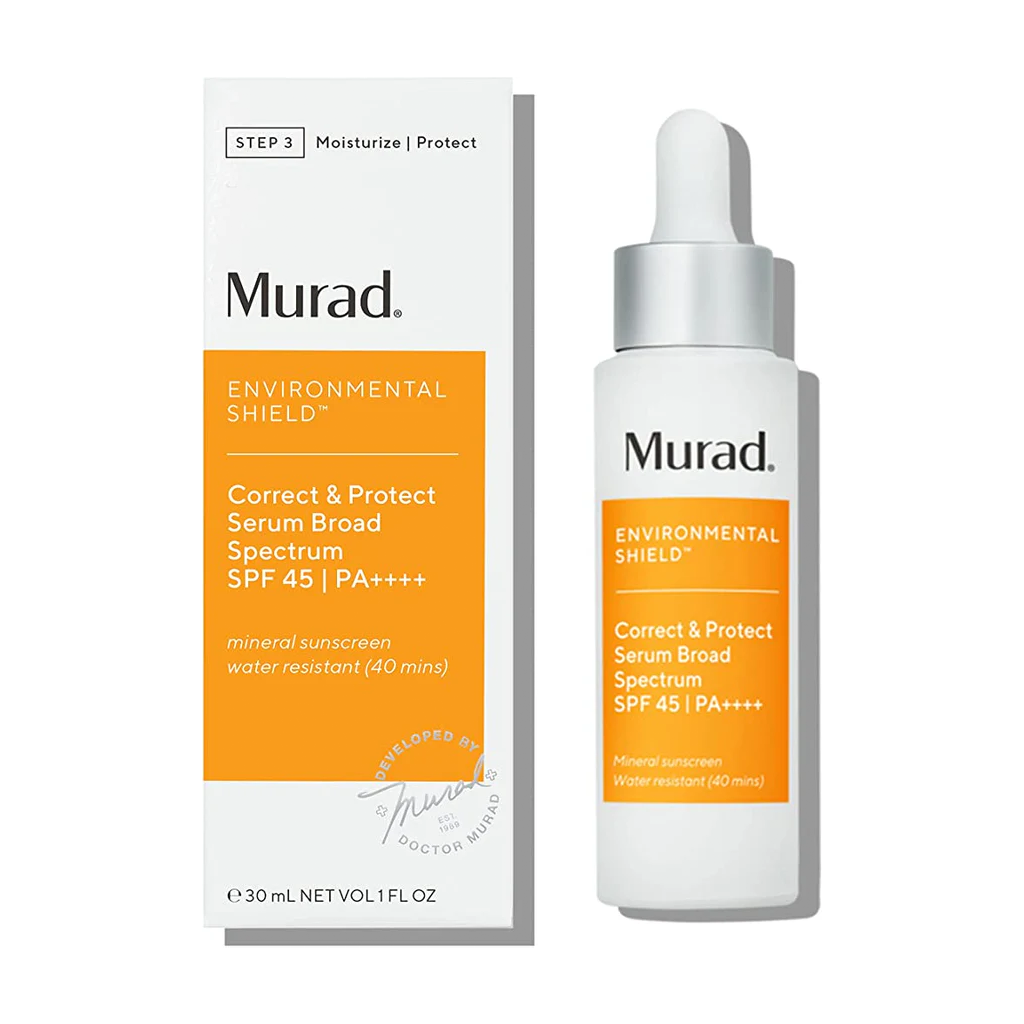 STEP 3 Moisturize | Protect
Murad®
ENVIRONMENTAL
SHIELD™
Correct & Protect
Serum Broad
Spectrum
SPF 45 | PA++++
mineral sunscreen
water resistant (40 mins)
DEVELOPED BY
Murad
EST.
1989
DOCTOR MURAD
℮ 30 mL NET VOL 1 FL OZ
Murad®
ENVIRONMENTAL
SHIELD™
Correct & Protect
Serum Broad
Spectrum
SPF 45 | PA++++
Mineral sunscreen
Water resistant (40 mins)